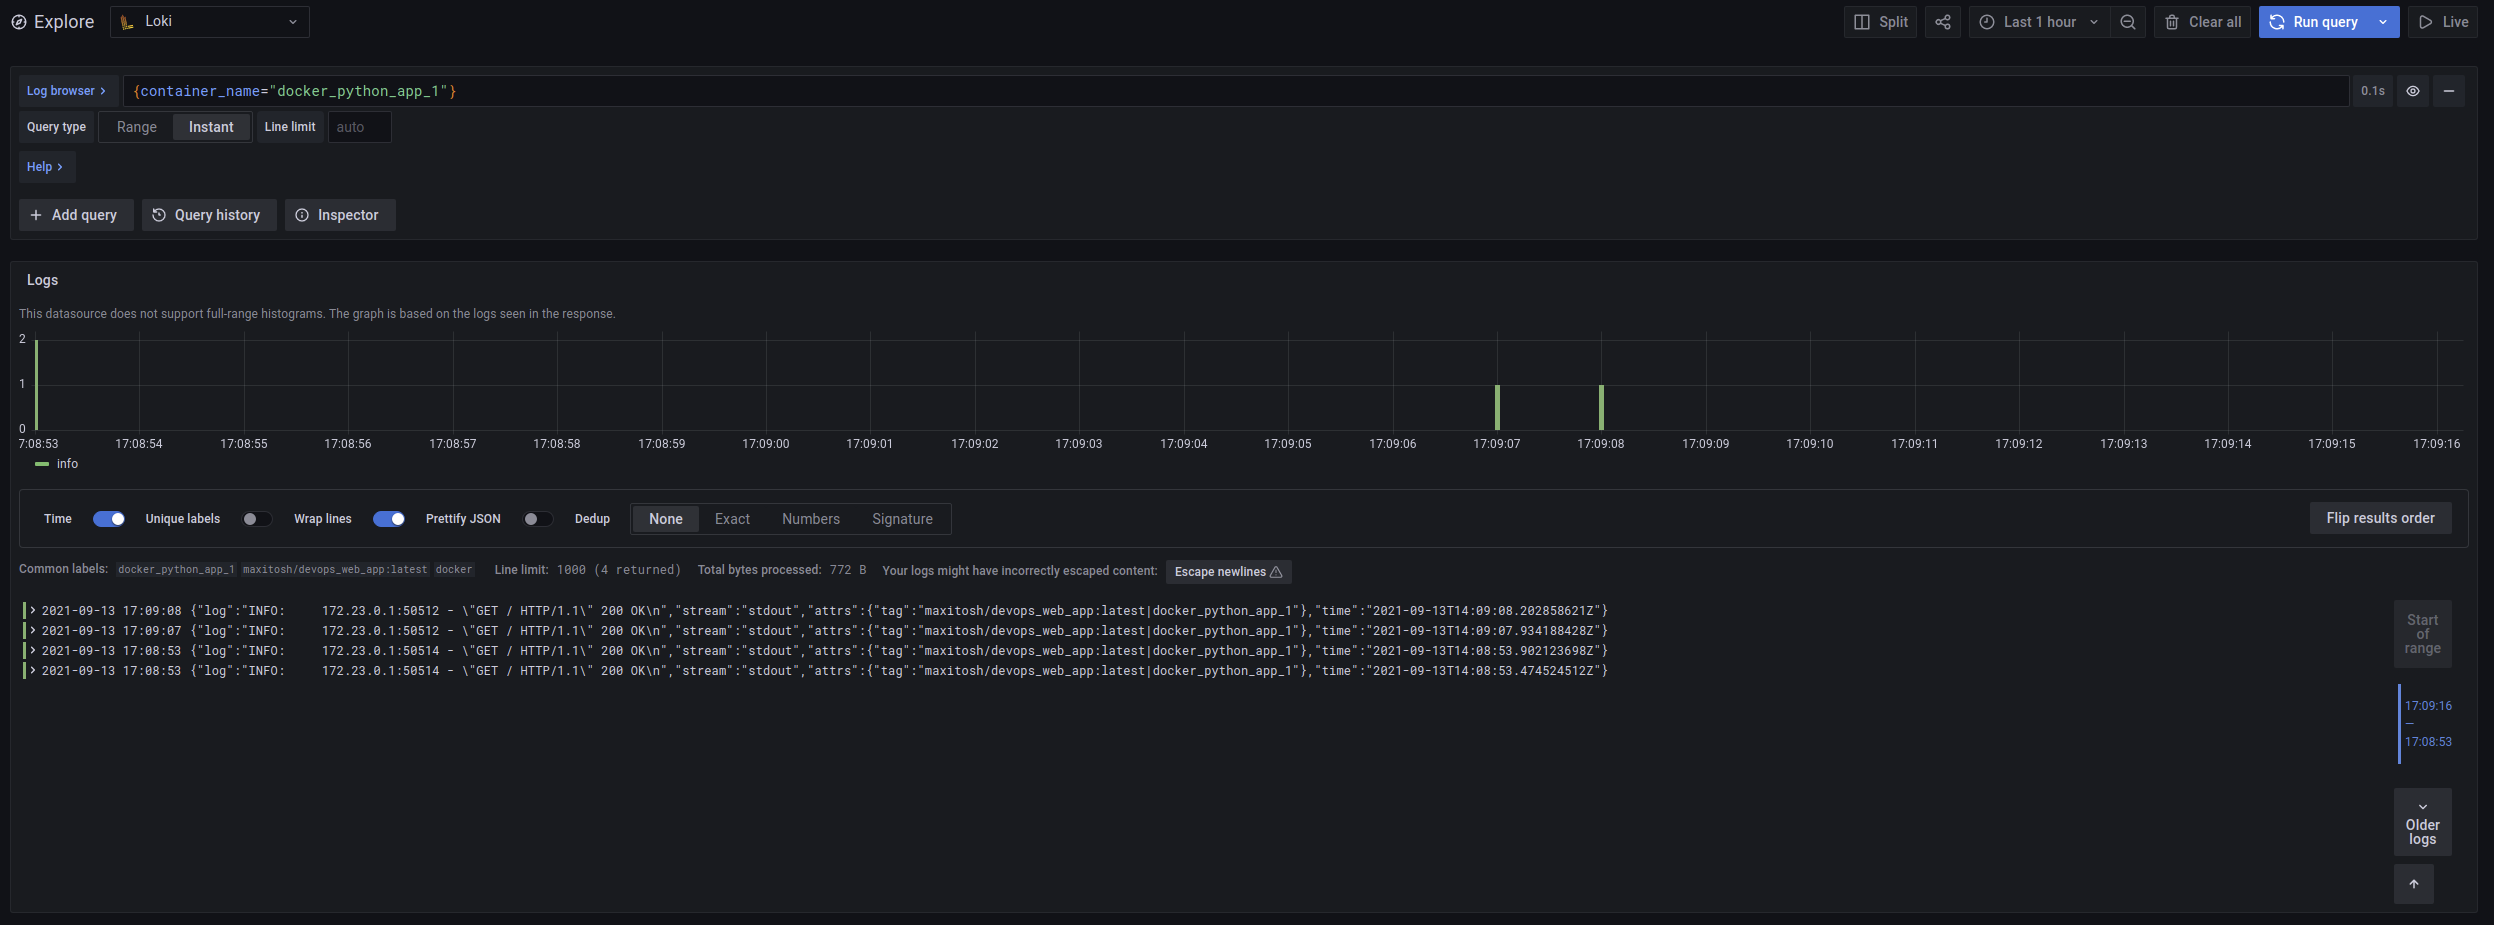 Explore Loki Split Last 1 hour Clear all Run query Live
Log browser > {container_name="docker_python_app_1"} 0.1s
Query type Range Instant Line limit auto
Help >
+ Add query Query history Inspector
Logs
This datasource does not support full-range histograms. The graph is based on the logs seen in the response.
2
1
0
7:08:53 17:08:54 17:08:55 17:08:56 17:08:57 17:08:58 17:08:59 17:09:00 17:09:01 17:09:02 17:09:03 17:09:04 17:09:05 17:09:06 17:09:07 17:09:08 17:09:09 17:09:10 17:09:11 17:09:12 17:09:13 17:09:14 17:09:15 17:09:16
info
Time Unique labels Wrap lines Prettify JSON Dedup None Exact Numbers Signature Flip results order
Common labels: docker_python_app_1 maxitosh/devops_web_app:latest docker Line limit: 1000 (4 returned) Total bytes processed: 772 B Your logs might have incorrectly escaped content: Escape newlines
> 2021-09-13 17:09:08 {"log":"INFO:     172.23.0.1:50512 - \"GET / HTTP/1.1\" 200 OK\n","stream":"stdout","attrs":{"tag":"maxitosh/devops_web_app:latest|docker_python_app_1"},"time":"2021-09-13T14:09:08.202858621Z"}
> 2021-09-13 17:09:07 {"log":"INFO:     172.23.0.1:50512 - \"GET / HTTP/1.1\" 200 OK\n","stream":"stdout","attrs":{"tag":"maxitosh/devops_web_app:latest|docker_python_app_1"},"time":"2021-09-13T14:09:07.934188428Z"}
> 2021-09-13 17:08:53 {"log":"INFO:     172.23.0.1:50514 - \"GET / HTTP/1.1\" 200 OK\n","stream":"stdout","attrs":{"tag":"maxitosh/devops_web_app:latest|docker_python_app_1"},"time":"2021-09-13T14:08:53.902123698Z"}
> 2021-09-13 17:08:53 {"log":"INFO:     172.23.0.1:50514 - \"GET / HTTP/1.1\" 200 OK\n","stream":"stdout","attrs":{"tag":"maxitosh/devops_web_app:latest|docker_python_app_1"},"time":"2021-09-13T14:08:53.474524512Z"}
Start
of
range
17:09:16
—
17:08:53
Older
logs